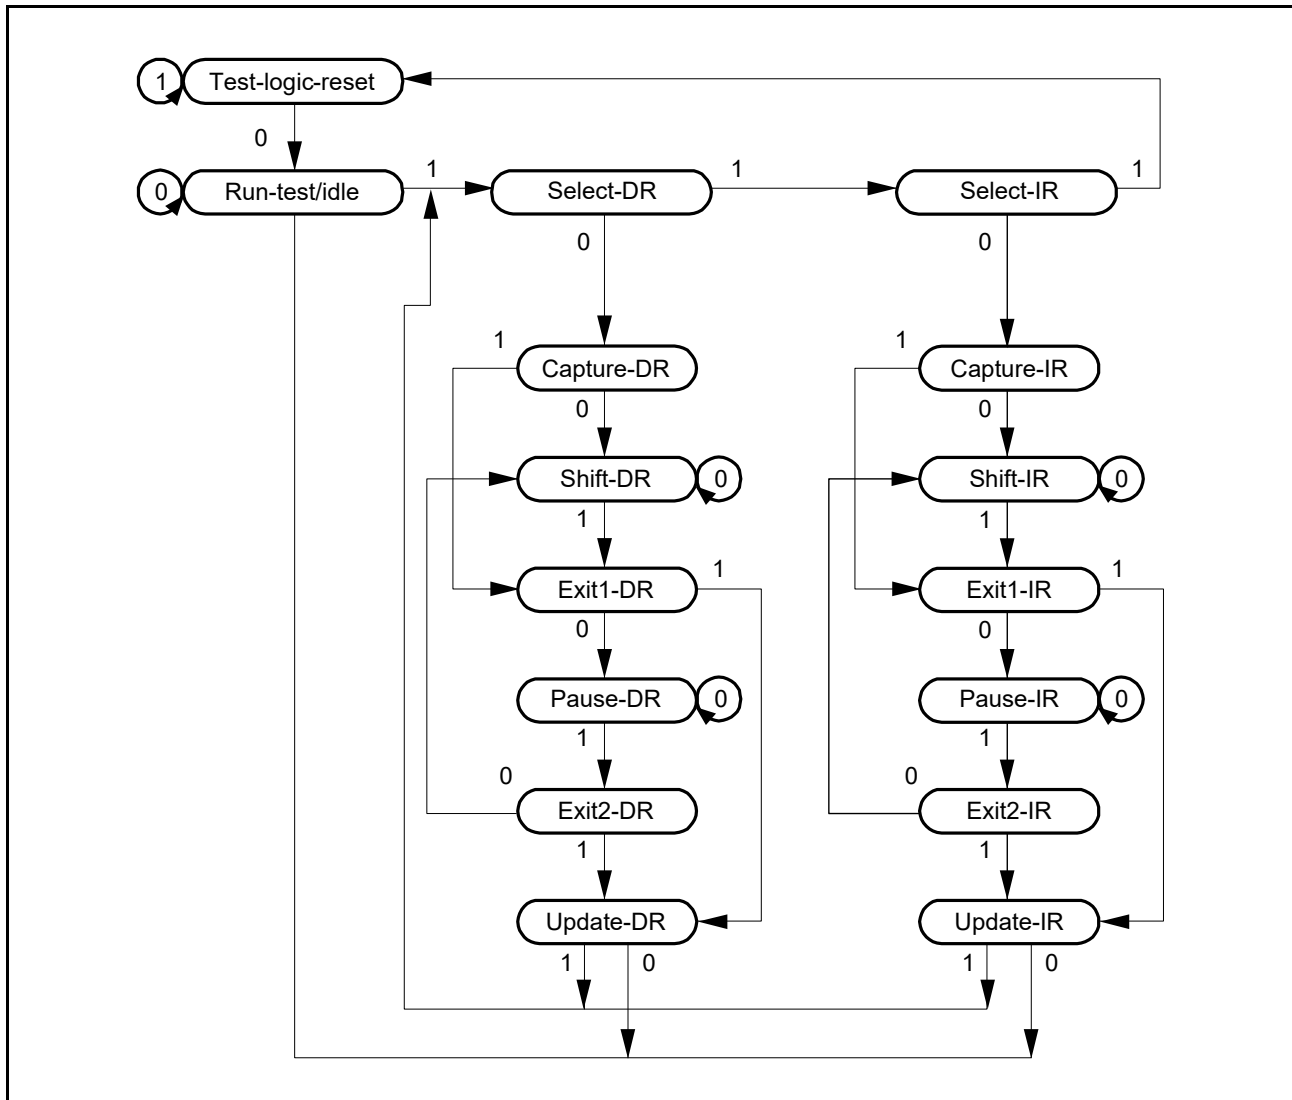 1 Test-logic-reset
0
0 Run-test/idle 1 Select-DR 1 Select-IR 1
0 0
1 1
Capture-DR Capture-IR
0 0
Shift-DR 0 Shift-IR 0
1 1
Exit1-DR 1 Exit1-IR 1
0 0
Pause-DR 0 Pause-IR 0
1 1
0 0
Exit2-DR Exit2-IR
1 1
Update-DR Update-IR
1 0 1 0